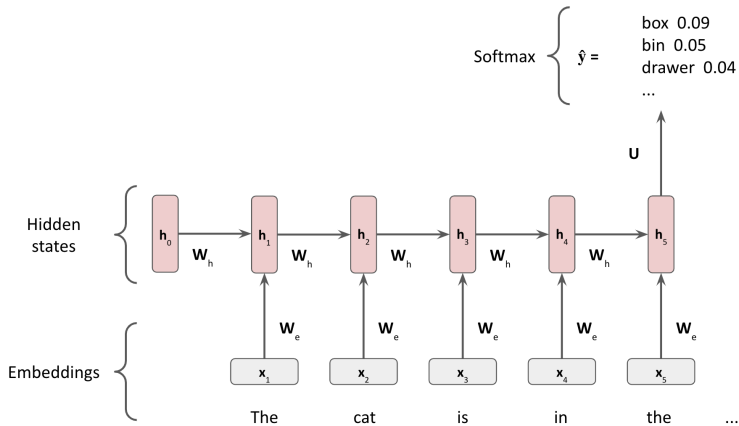 box 0.09
Softmax ŷ = bin 0.05
drawer 0.04
...
U
Hidden
states
h₀ h₁ h₂ h₃ h₄ h₅
Wₕ Wₕ Wₕ Wₕ Wₕ
Wₑ Wₑ Wₑ Wₑ Wₑ
Embeddings x₁ x₂ x₃ x₄ x₅
The cat is in the ...